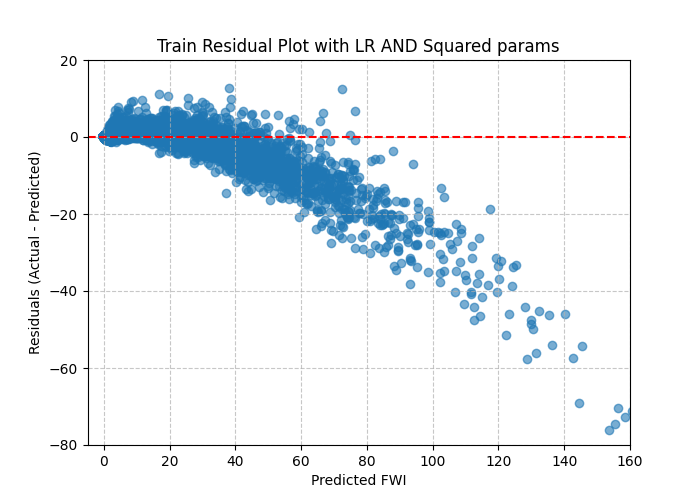 Train Residual Plot with LR AND Squared params
Residuals (Actual - Predicted)
20
0
−20
−40
−60
−80
0 20 40 60 80 100 120 140 160
Predicted FWI